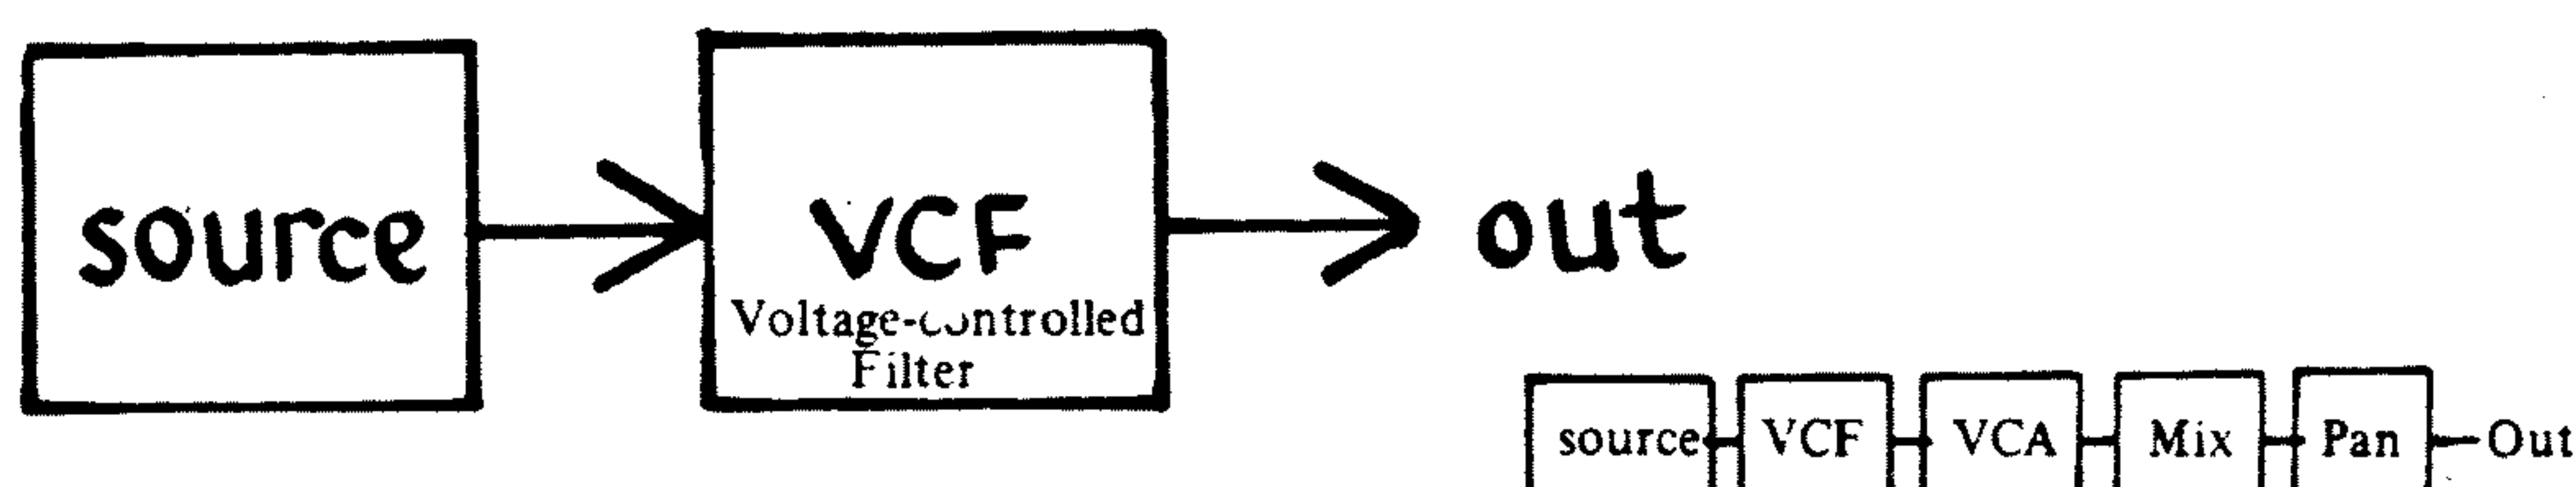 source VCF out
Voltage-controlled
Filter
source VCF VCA Mix Pan Out